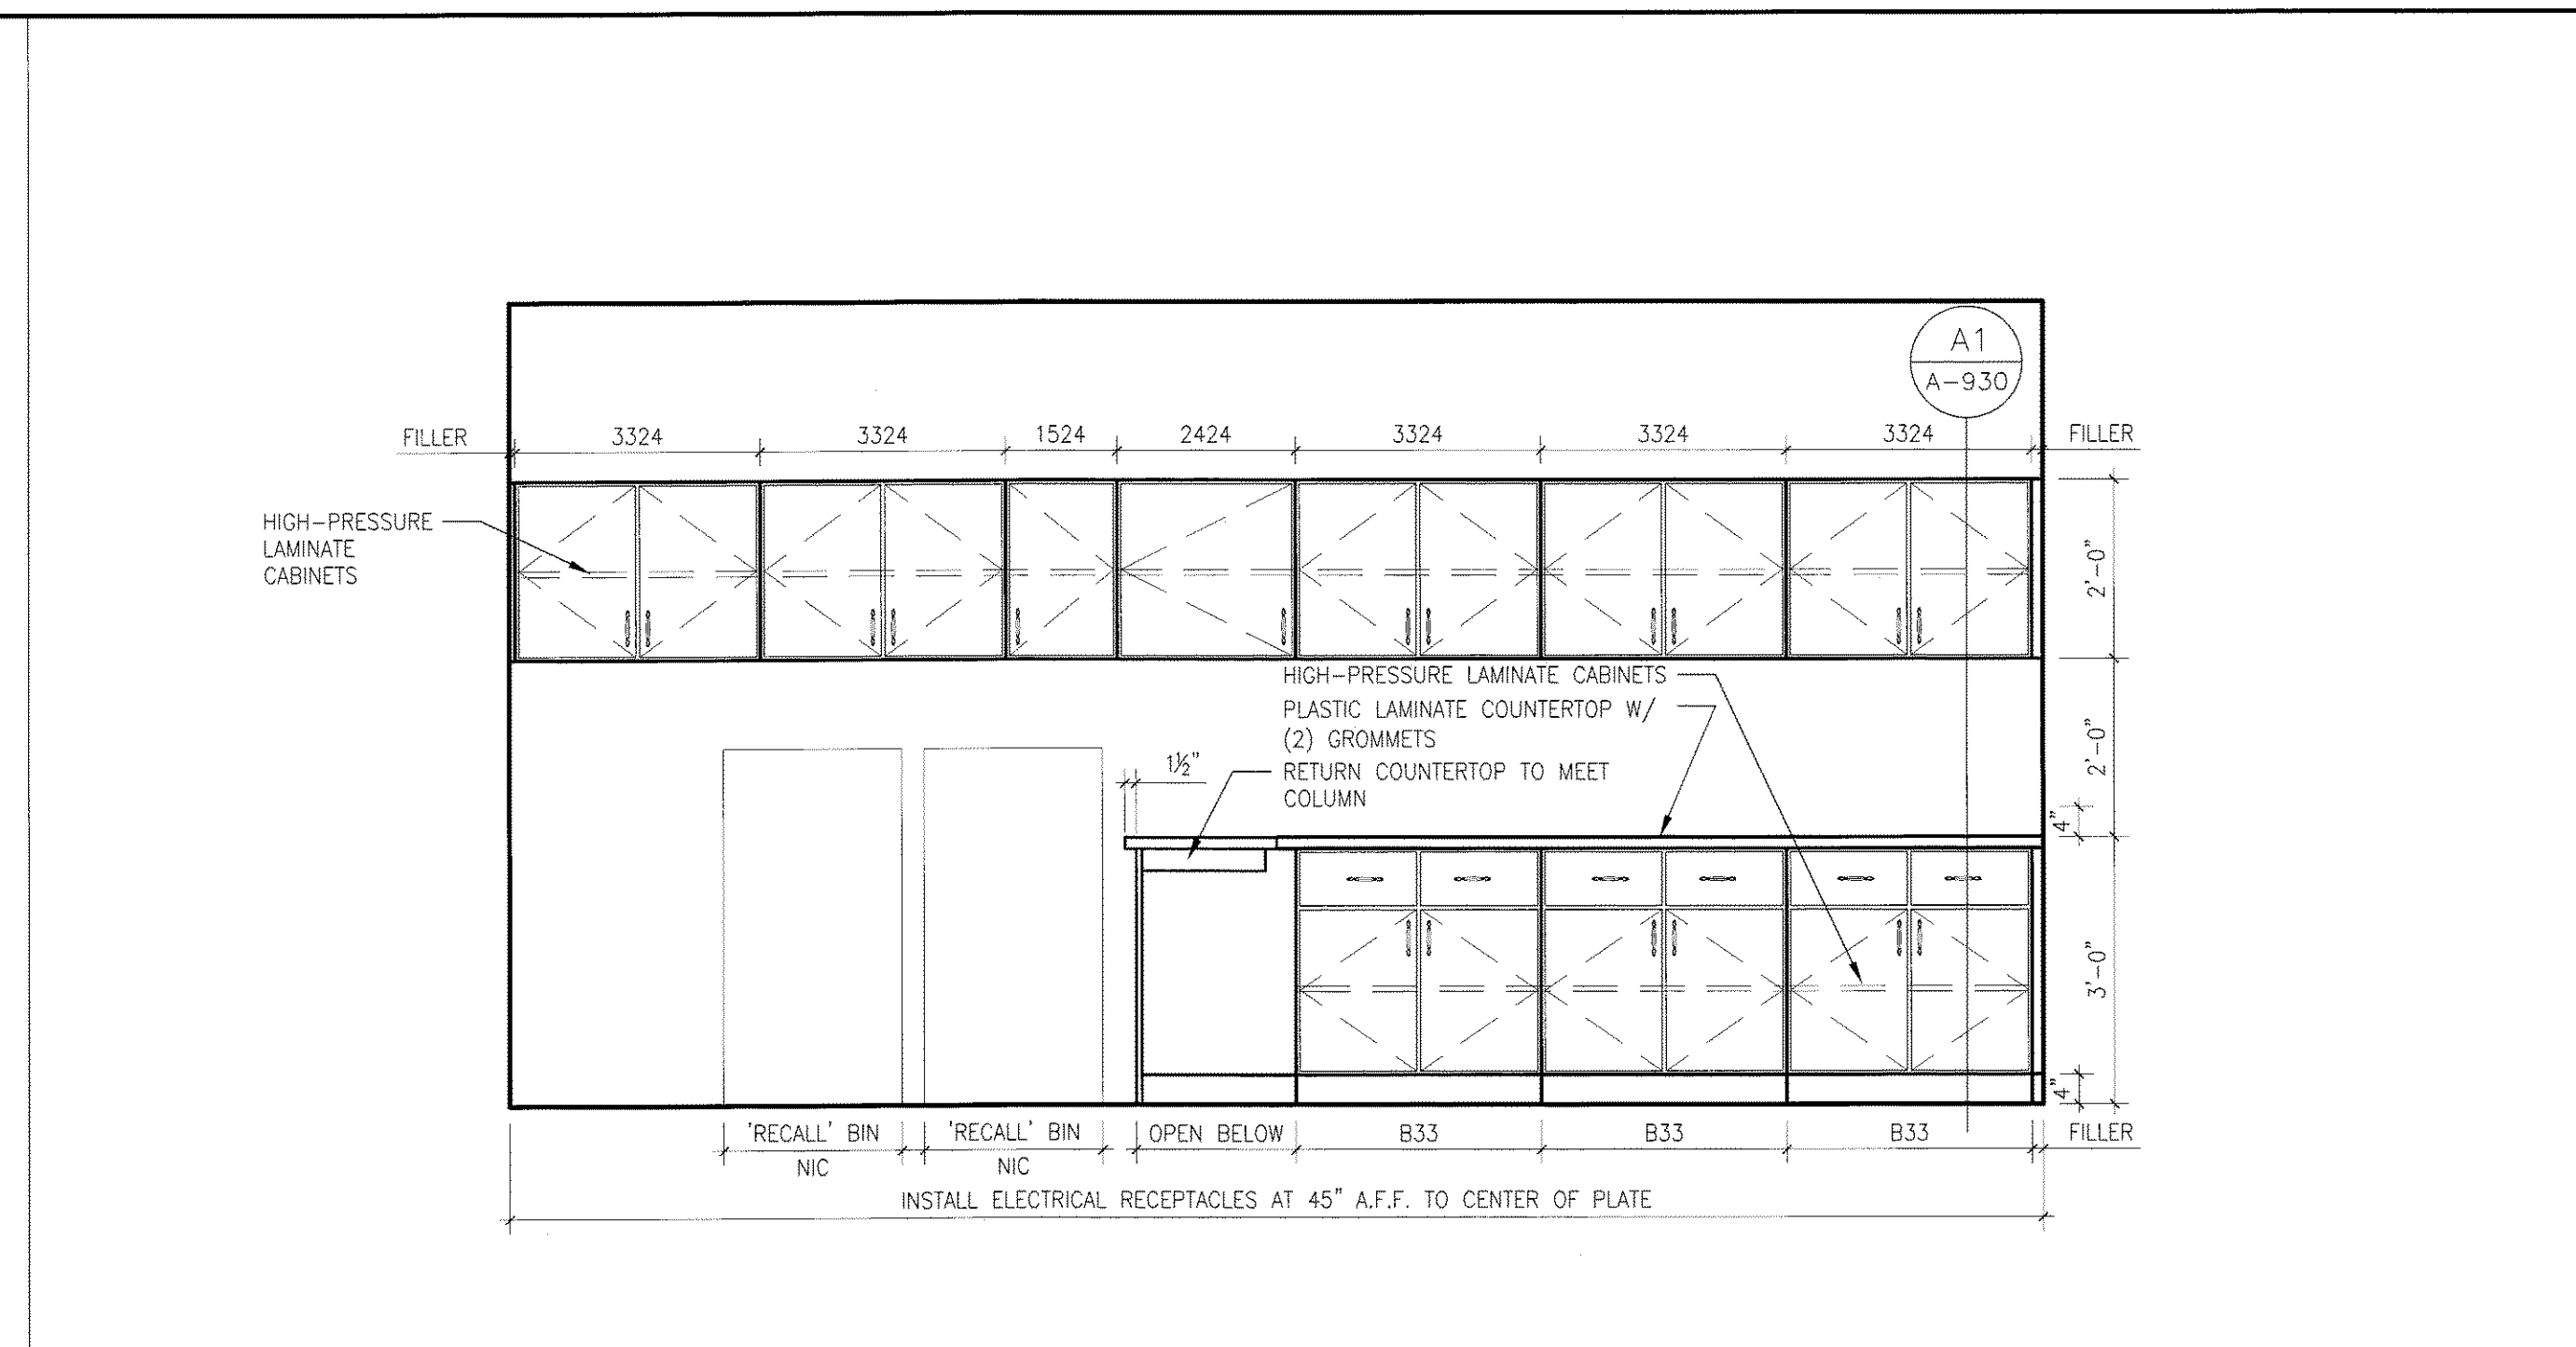 A1
A-930
FILLER
3324
3324
1524
2424
3324
3324
3324
FILLER
HIGH-PRESSURE
LAMINATE
CABINETS
2'-0"
HIGH-PRESSURE LAMINATE CABINETS
PLASTIC LAMINATE COUNTERTOP W/
(2) GROMMETS
RETURN COUNTERTOP TO MEET
COLUMN
1½"
2'-0"
4"
3'-0"
4"
'RECALL' BIN
NIC
'RECALL' BIN
NIC
OPEN BELOW
B33
B33
B33
FILLER
INSTALL ELECTRICAL RECEPTACLES AT 45" A.F.F. TO CENTER OF PLATE